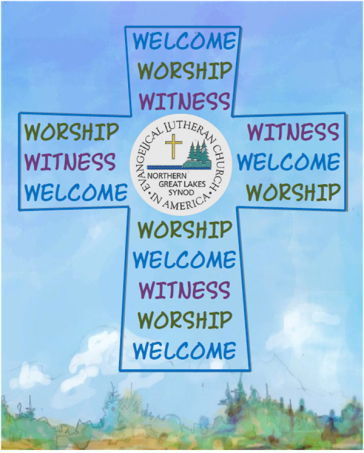 WELCOME
WORSHIP
WITNESS
WORSHIP
WITNESS
WELCOME
EVANGELICAL LUTHERAN CHURCH
• IN AMERICA •
NORTHERN
GREAT LAKES
SYNOD
WITNESS
WELCOME
WORSHIP
WORSHIP
WELCOME
WITNESS
WORSHIP
WELCOME